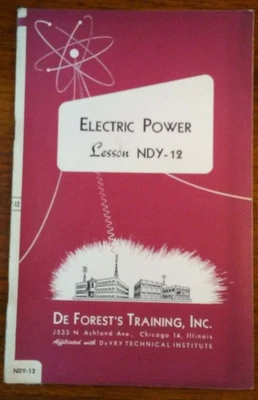 ELECTRIC POWER
Lesson NDY-12
DE FOREST'S TRAINING, INC.
2533 N. Ashland Ave., Chicago 14, Illinois
Affiliated with DeVRY TECHNICAL INSTITUTE
NDY-12